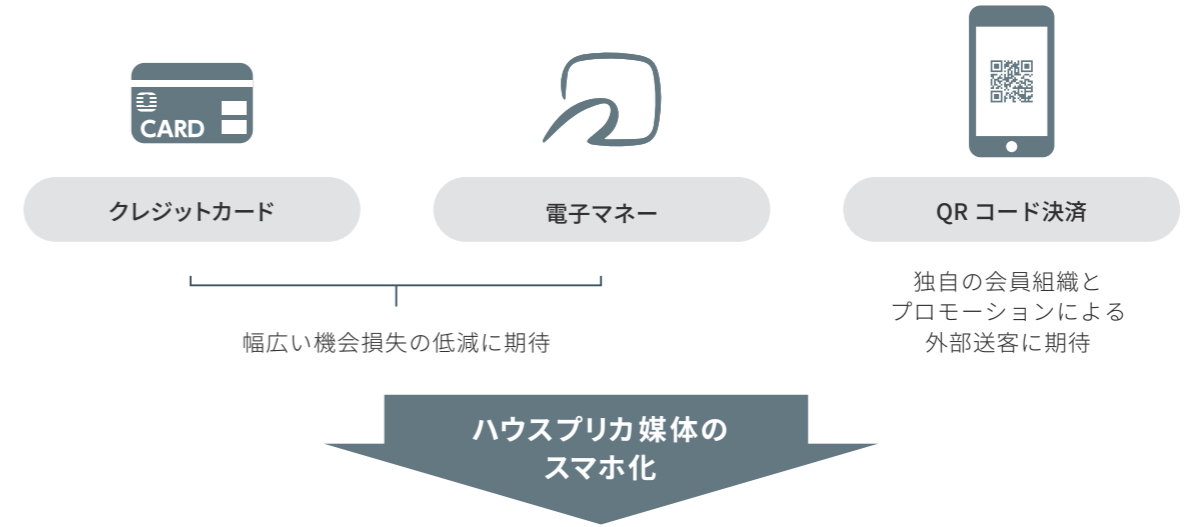 CARD
クレジットカード
電子マネー
QR コード決済
幅広い機会損失の低減に期待
独自の会員組織と
プロモーションによる
外部送客に期待
ハウスプリカ媒体の
スマホ化